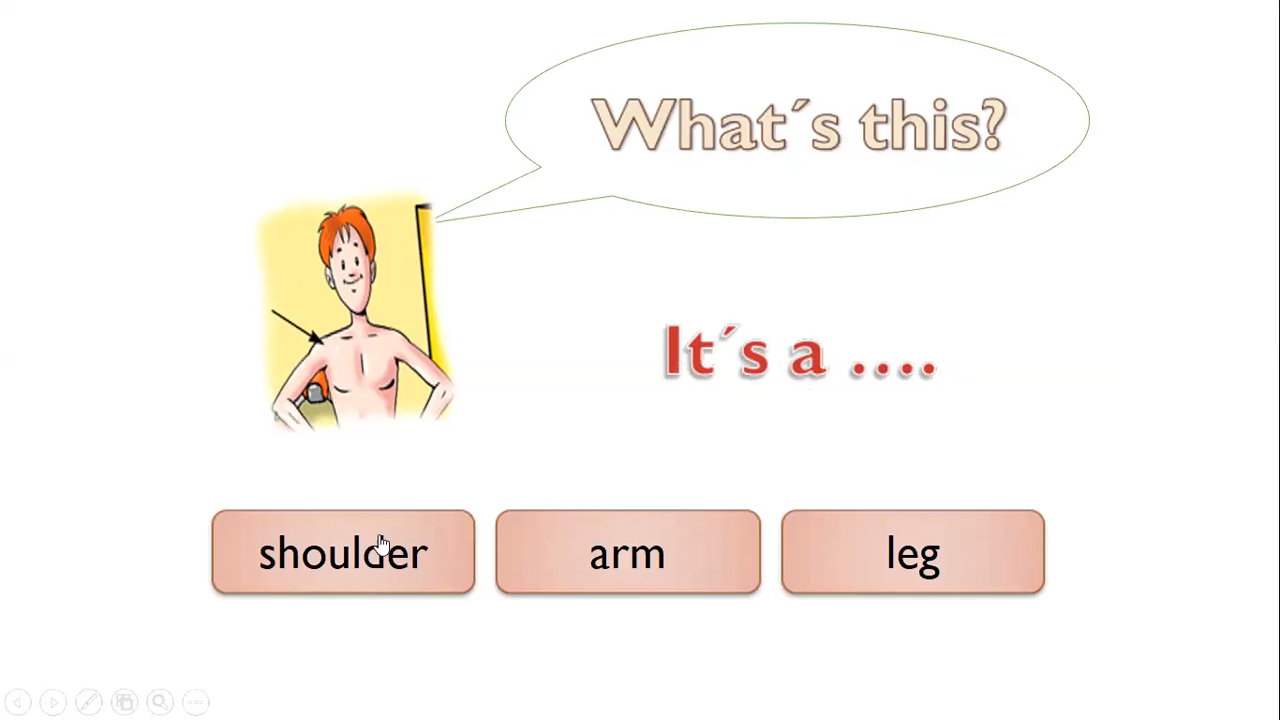 What´s this?
It´s a ....
shoulder
arm
leg